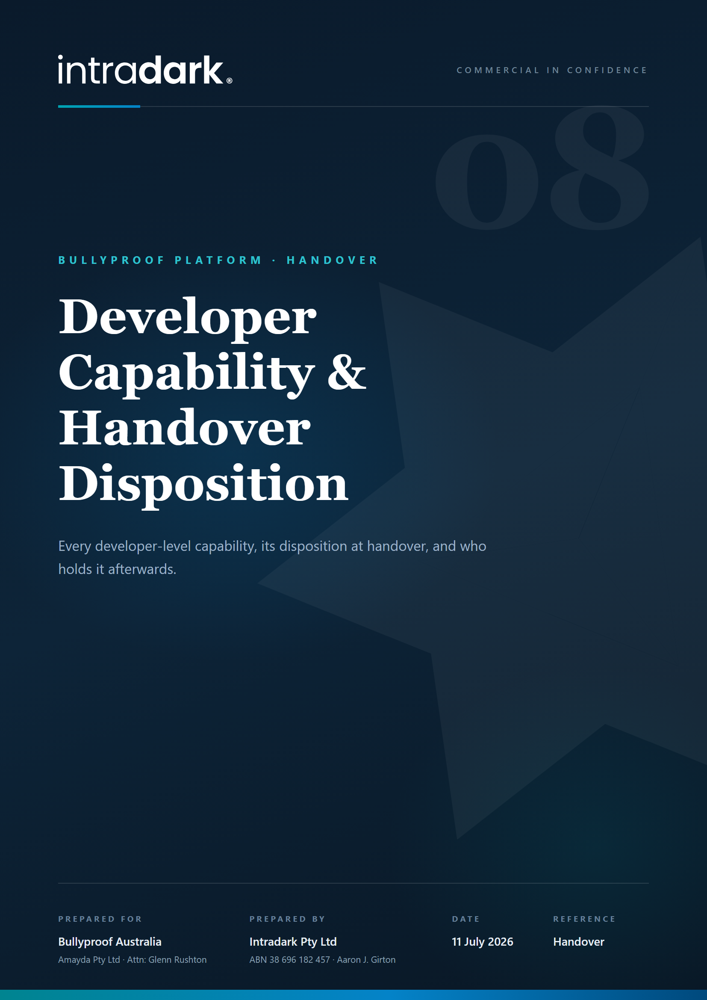 intradark®
COMMERCIAL IN CONFIDENCE
08
BULLYPROOF PLATFORM · HANDOVER
Developer
Capability &
Handover
Disposition
Every developer-level capability, its disposition at handover, and who
holds it afterwards.
PREPARED FOR
Bullyproof Australia
Amayda Pty Ltd · Attn: Glenn Rushton
PREPARED BY
Intradark Pty Ltd
ABN 38 696 182 457 · Aaron J. Girton
DATE
11 July 2026
REFERENCE
Handover